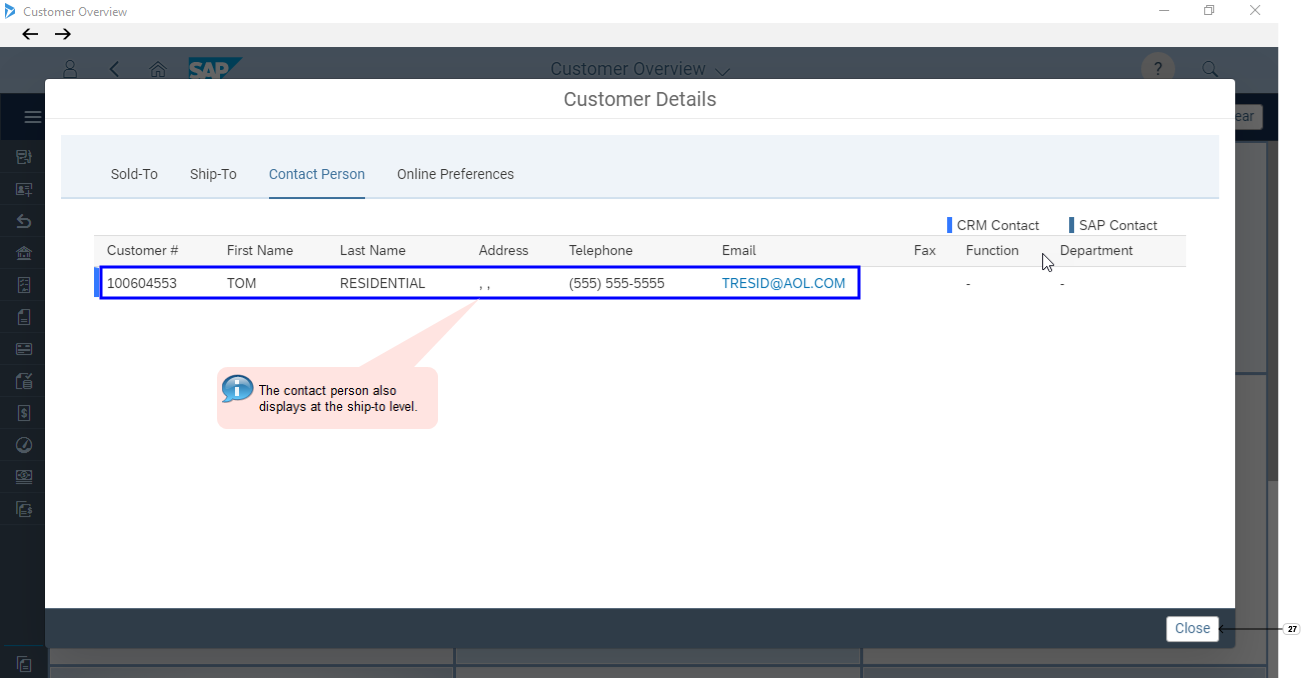 Customer Overview
SAP Customer Overview ?
Customer Details
ear
Sold-To Ship-To Contact Person Online Preferences
CRM Contact SAP Contact
Customer # First Name Last Name Address Telephone Email Fax Function Department
100604553 TOM RESIDENTIAL , , (555) 555-5555 TRESID@AOL.COM - -
The contact person also
displays at the ship-to level.
Close 27